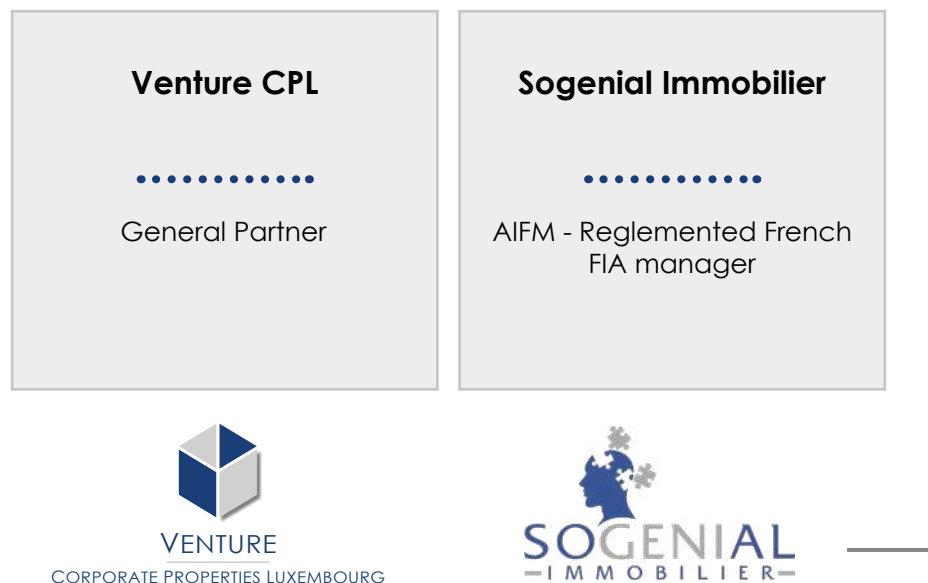 Venture CPL
General Partner
Sogenial Immobilier
AIFM - Reglemented French
FIA manager
VENTURE
CORPORATE PROPERTIES LUXEMBOURG
SOGENIAL
IMMOBILIER